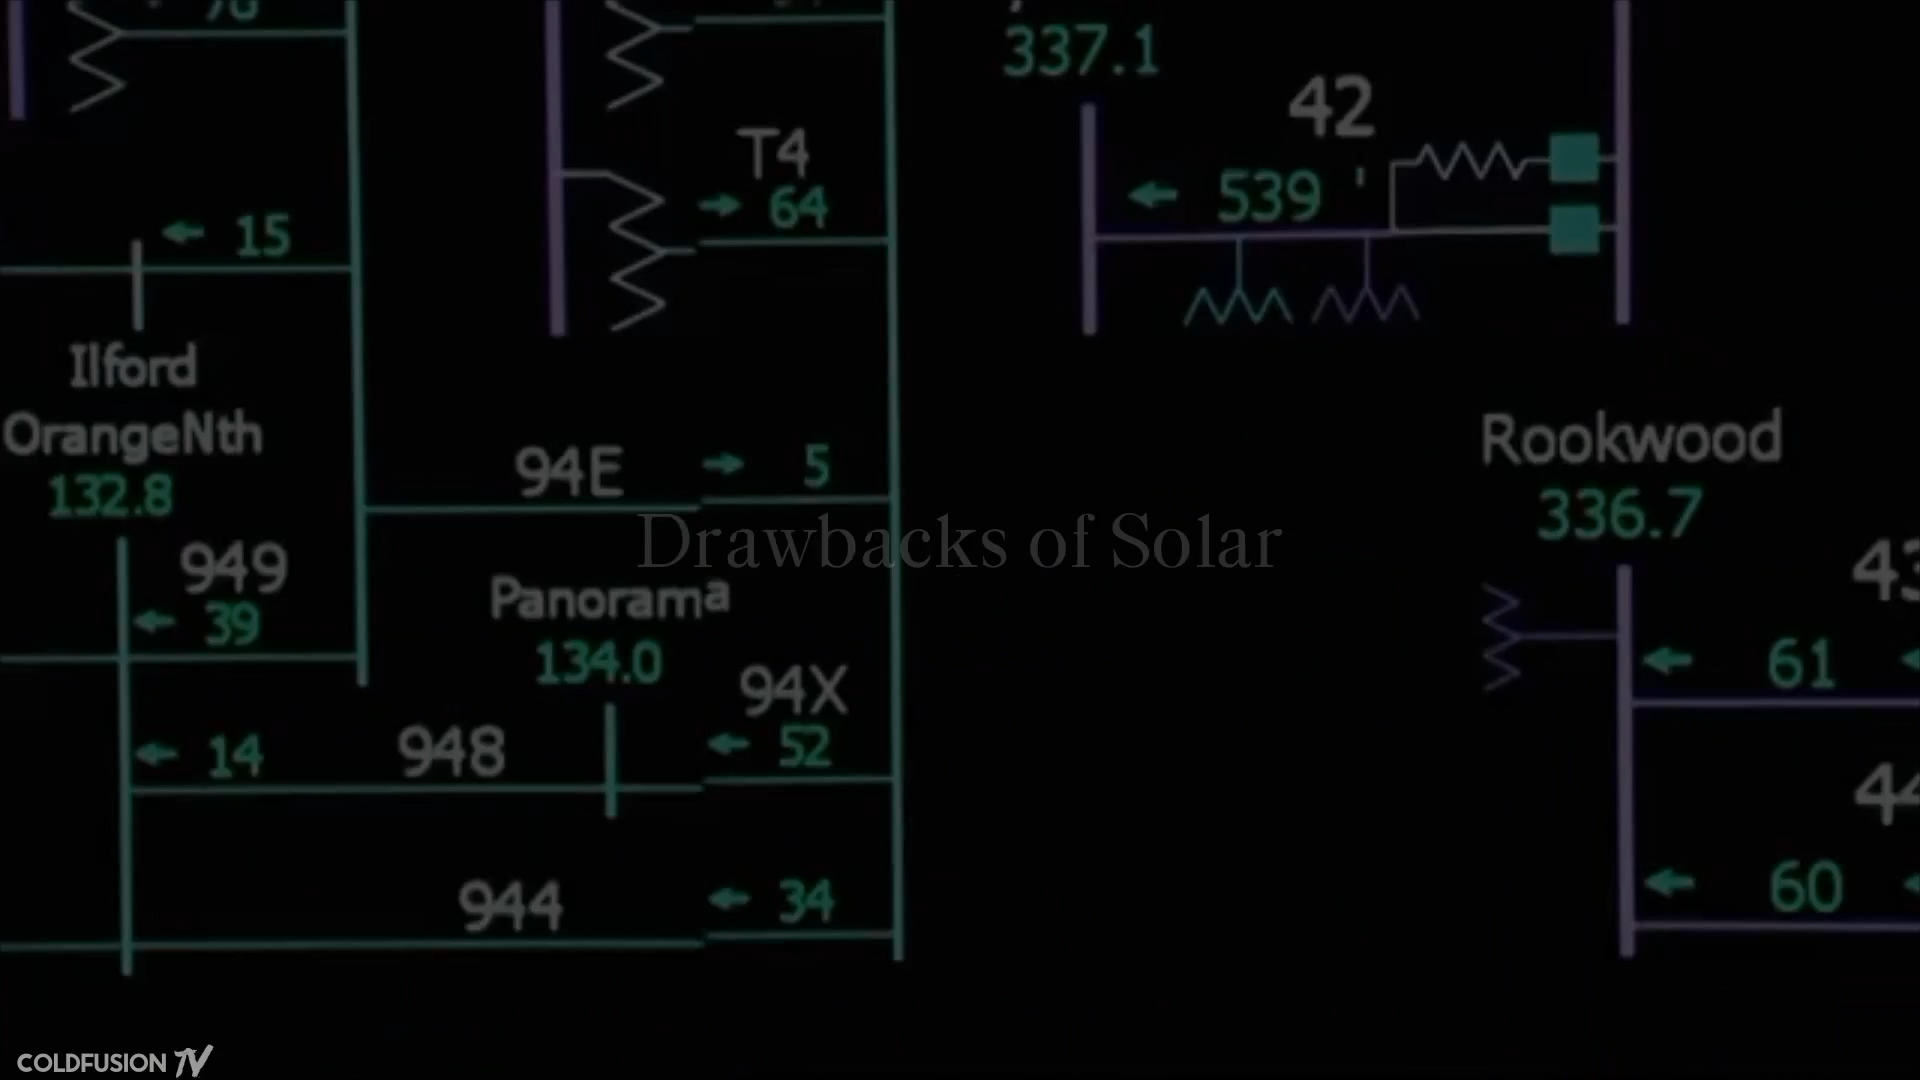 337.1
42
T4
64
539
15
Ilford
OrangeNth
132.8
94E
5
Rookwood
336.7
Drawbacks of Solar
949
39
Panorama
134.0
61
94X
52
948
14
944
34
60
COLDFUSION TV